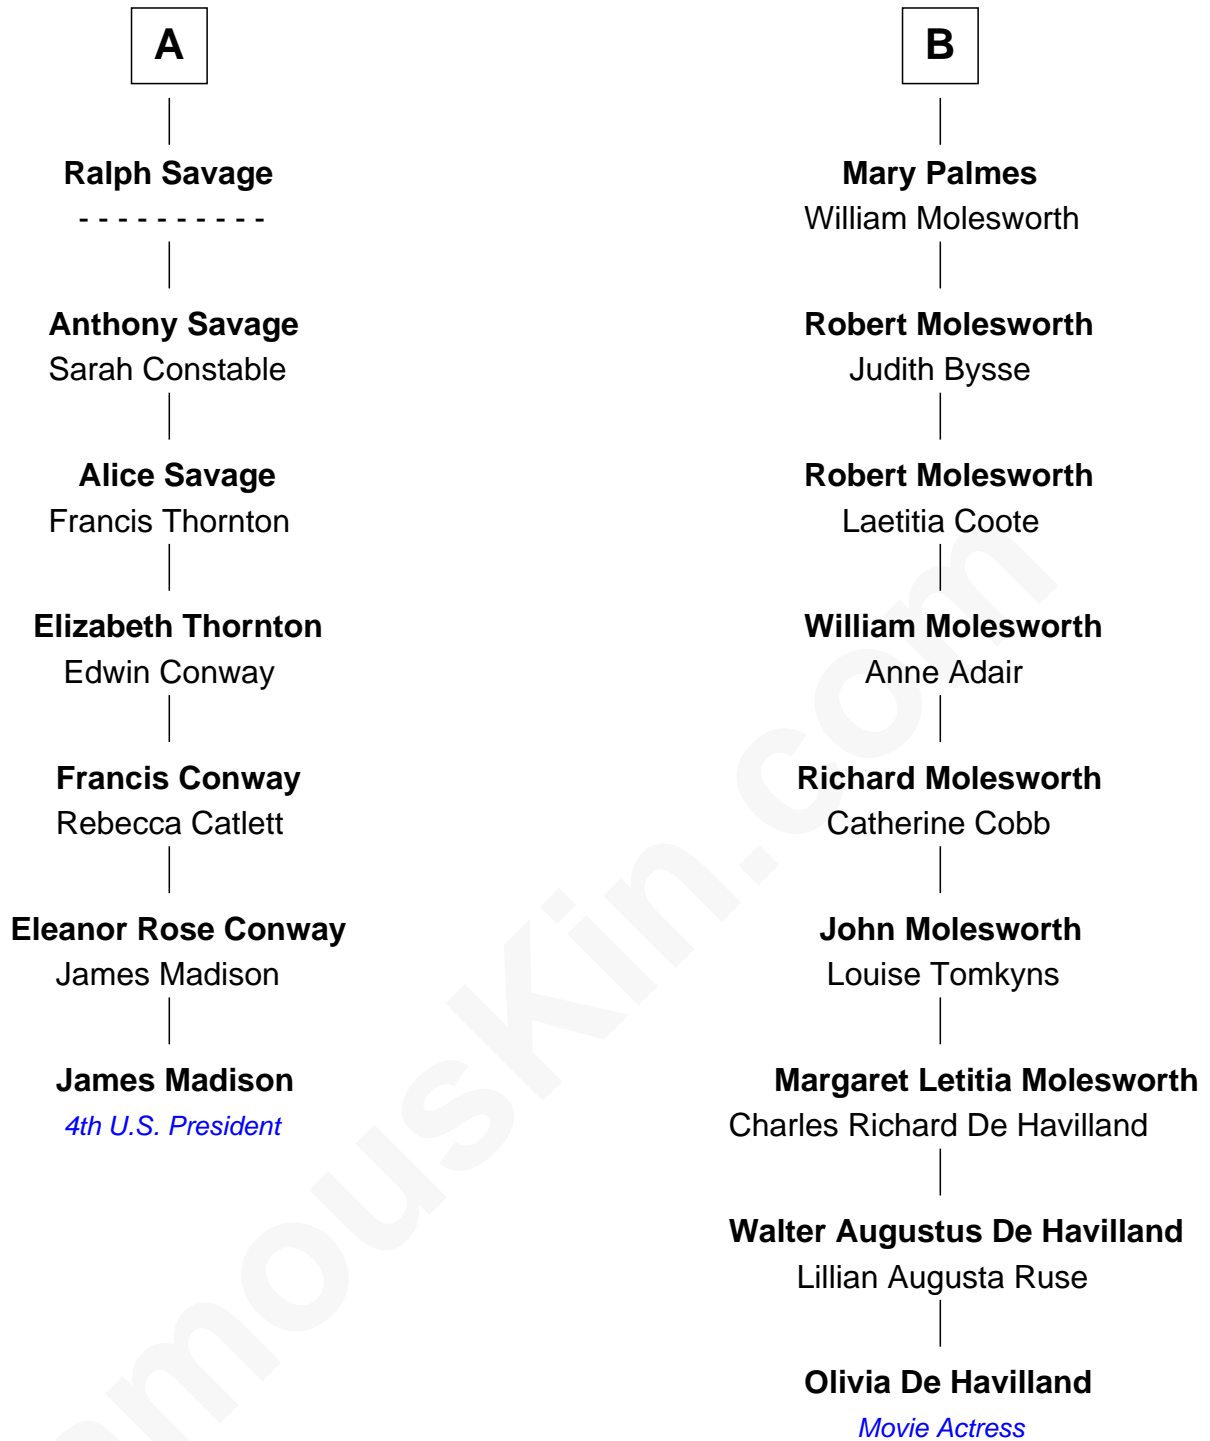 A
Ralph Savage
- - - - - - - - - -
Anthony Savage
Sarah Constable
Alice Savage
Francis Thornton
Elizabeth Thornton
Edwin Conway
Francis Conway
Rebecca Catlett
Eleanor Rose Conway
James Madison
James Madison
4th U.S. President
B
Mary Palmes
William Molesworth
Robert Molesworth
Judith Bysse
Robert Molesworth
Laetitia Coote
William Molesworth
Anne Adair
Richard Molesworth
Catherine Cobb
John Molesworth
Louise Tomkyns
Margaret Letitia Molesworth
Charles Richard De Havilland
Walter Augustus De Havilland
Lillian Augusta Ruse
Olivia De Havilland
Movie Actress
amouskin.com